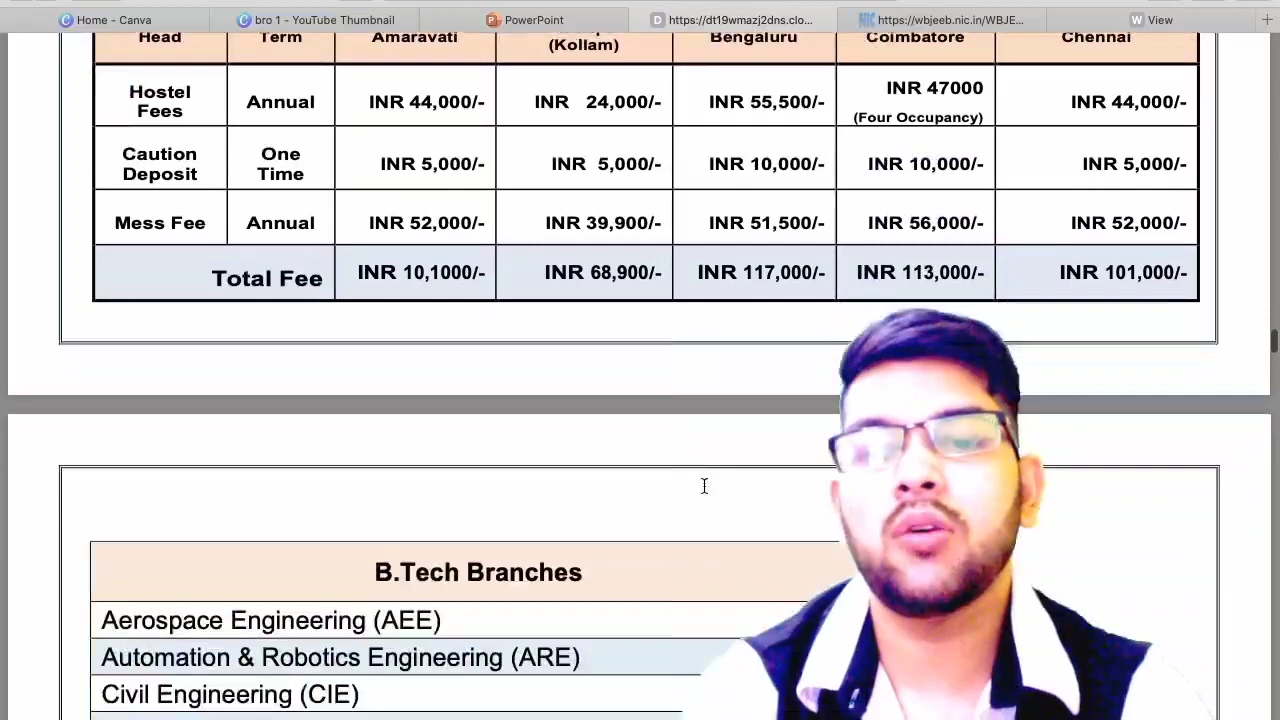 Home - Canva
bro 1 - YouTube Thumbnail
PowerPoint
https://dt19wmazj2dns.clo...
NIC
https://wbjeeb.nic.in/WBJE...
W View
Head Term Amaravati (Kollam) Bengaluru Coimbatore Chennai
Hostel Fees Annual INR 44,000/- INR 24,000/- INR 55,500/- INR 47000 (Four Occupancy) INR 44,000/-
Caution Deposit One Time INR 5,000/- INR 5,000/- INR 10,000/- INR 10,000/- INR 5,000/-
Mess Fee Annual INR 52,000/- INR 39,900/- INR 51,500/- INR 56,000/- INR 52,000/-
Total Fee INR 10,1000/- INR 68,900/- INR 117,000/- INR 113,000/- INR 101,000/-
B.Tech Branches
Aerospace Engineering (AEE)
Automation & Robotics Engineering (ARE)
Civil Engineering (CIE)